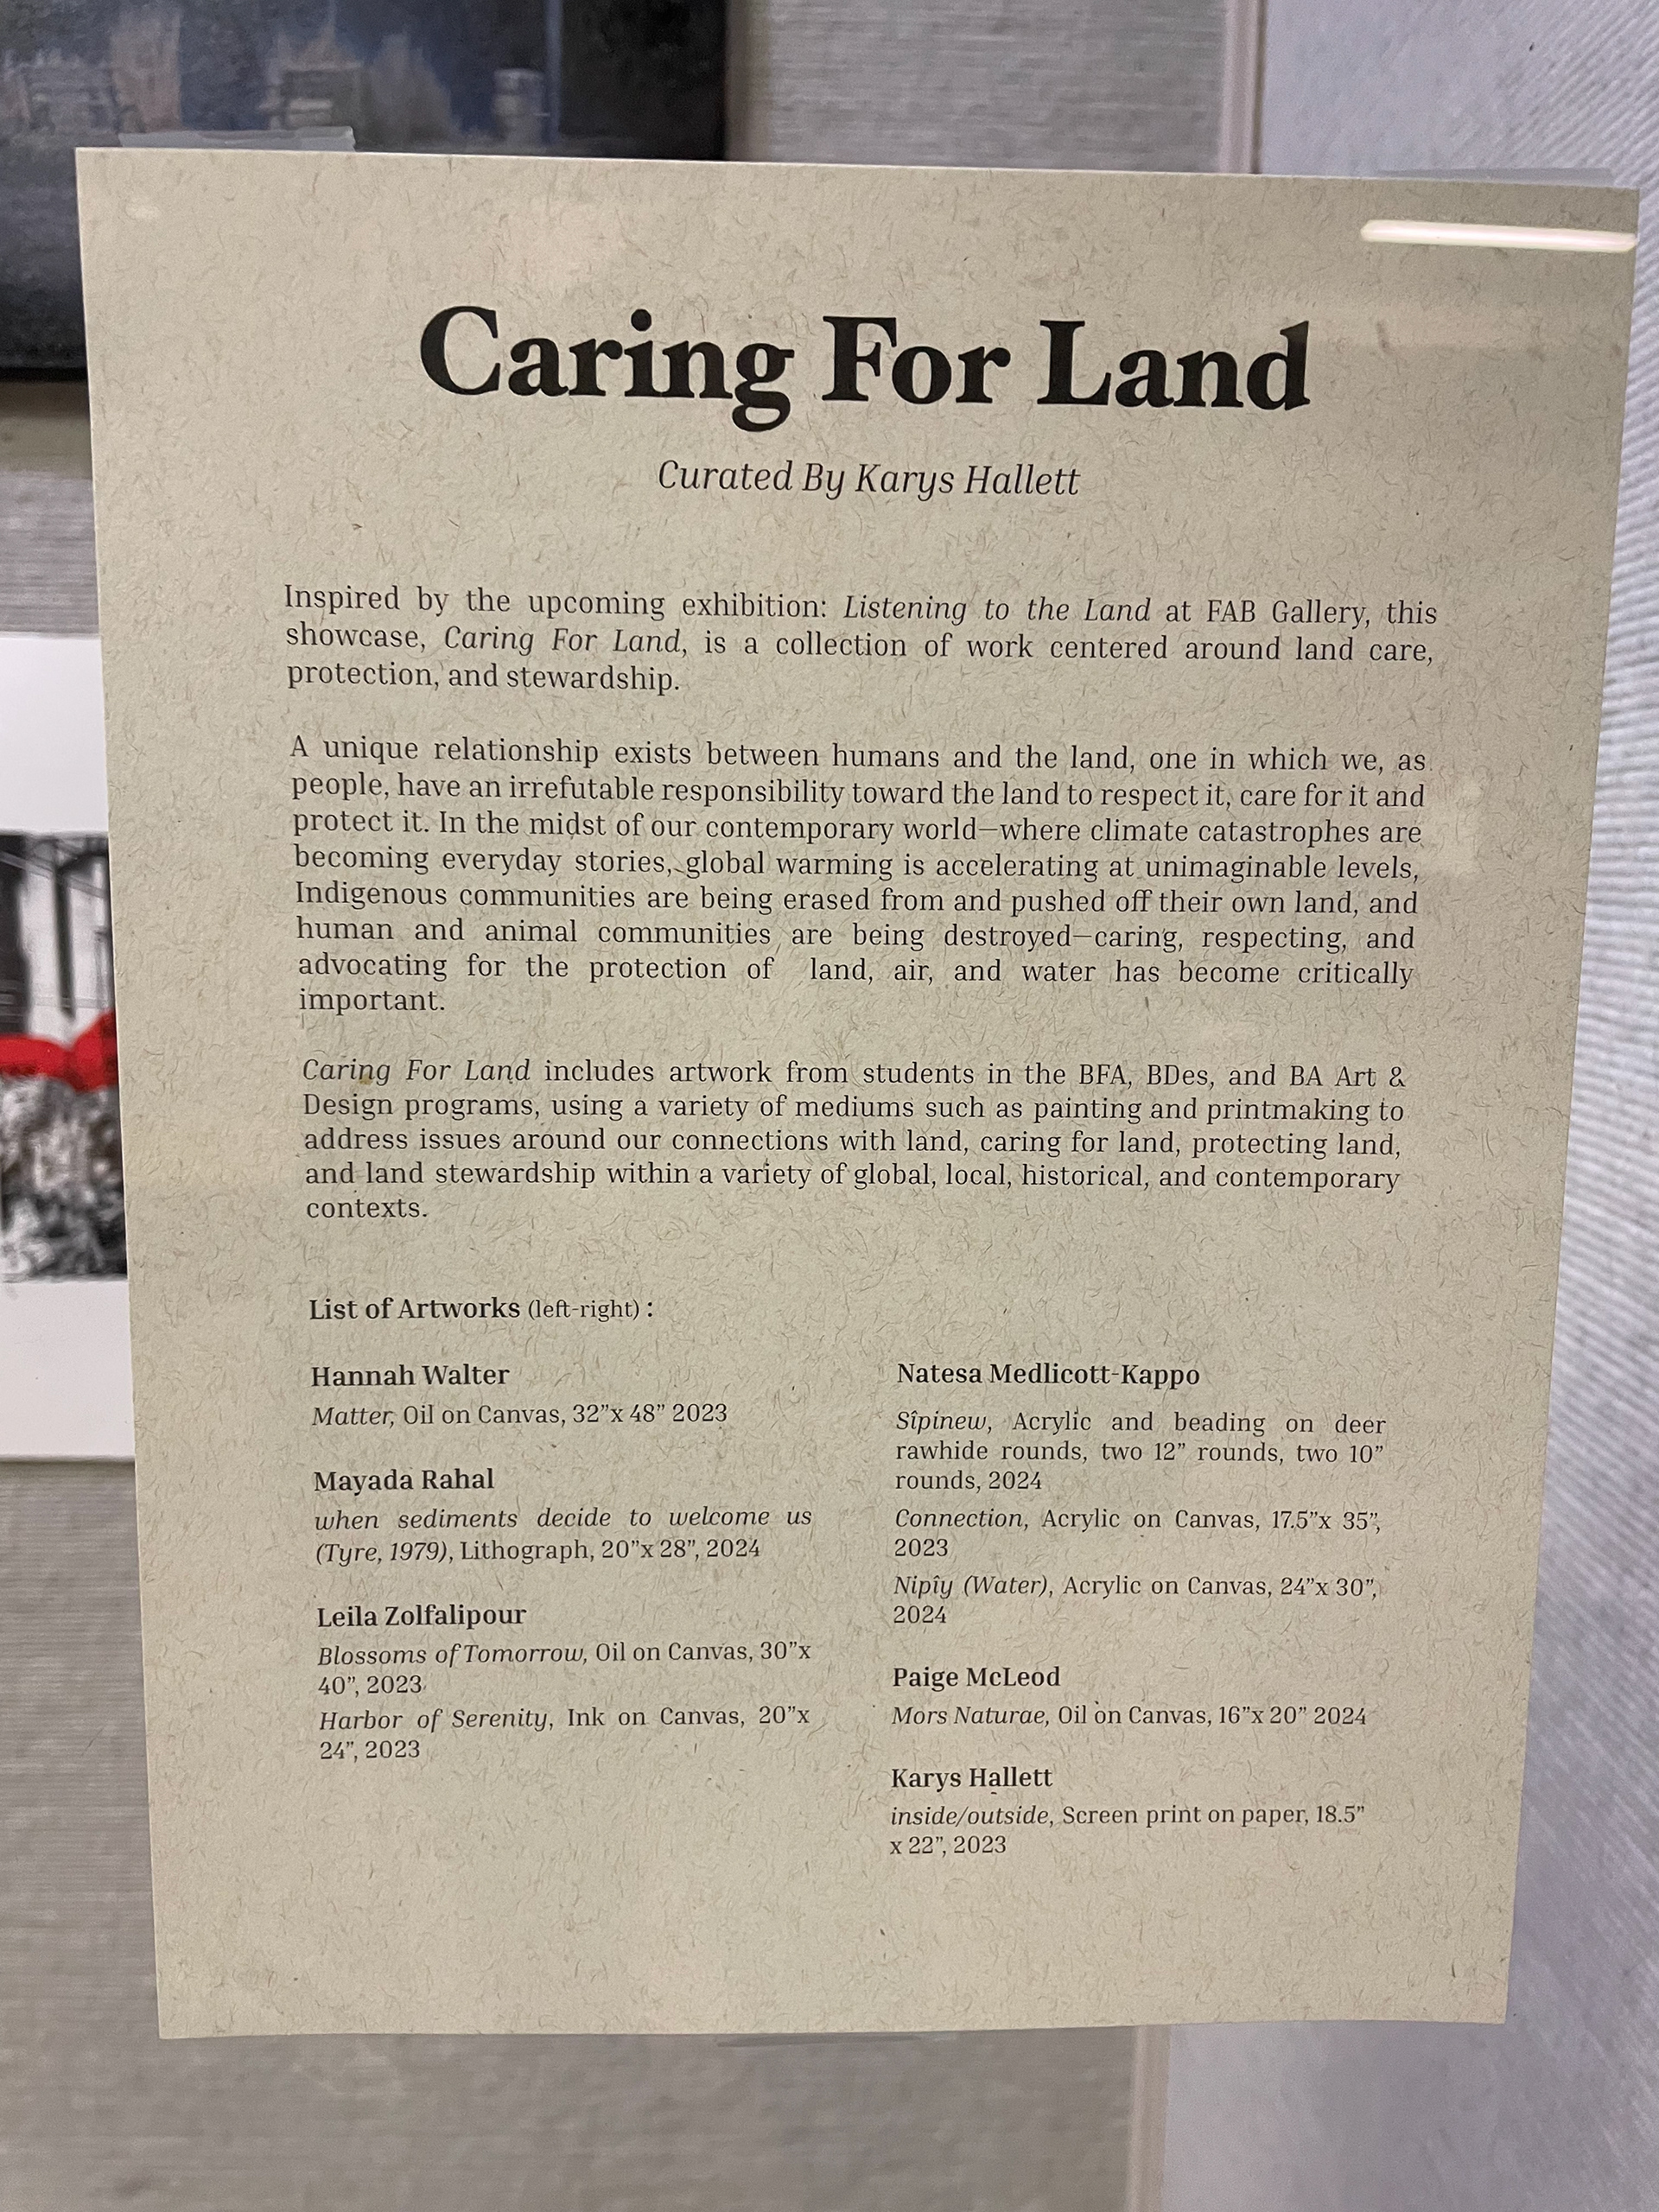 Caring For Land
Curated By Karys Hallett
Inspired by the upcoming exhibition: Listening to the Land at FAB Gallery, this
showcase, Caring For Land, is a collection of work centered around land care,
protection, and stewardship.
A unique relationship exists between humans and the land, one in which we, as
people, have an irrefutable responsibility toward the land to respect it, care for it and
protect it. In the midst of our contemporary world—where climate catastrophes are
becoming everyday stories, global warming is accelerating at unimaginable levels,
Indigenous communities are being erased from and pushed off their own land, and
human and animal communities are being destroyed—caring, respecting, and
advocating for the protection of land, air, and water has become critically
important.
Caring For Land includes artwork from students in the BFA, BDes, and BA Art &
Design programs, using a variety of mediums such as painting and printmaking to
address issues around our connections with land, caring for land, protecting land,
and land stewardship within a variety of global, local, historical, and contemporary
contexts.
List of Artworks (left-right) :
Hannah Walter
Matter, Oil on Canvas, 32”x 48” 2023
Mayada Rahal
when sediments decide to welcome us
(Tyre, 1979), Lithograph, 20”x 28”, 2024
Leila Zolfalipour
Blossoms of Tomorrow, Oil on Canvas, 30”x
40”, 2023
Harbor of Serenity, Ink on Canvas, 20”x
24”, 2023
Natesa Medlicott-Kappo
Sîpinew, Acrylic and beading on deer
rawhide rounds, two 12” rounds, two 10”
rounds, 2024
Connection, Acrylic on Canvas, 17.5”x 35”,
2023
Nipîy (Water), Acrylic on Canvas, 24”x 30”,
2024
Paige McLeod
Mors Naturae, Oil on Canvas, 16”x 20” 2024
Karys Hallett
inside/outside, Screen print on paper, 18.5”
x 22”, 2023